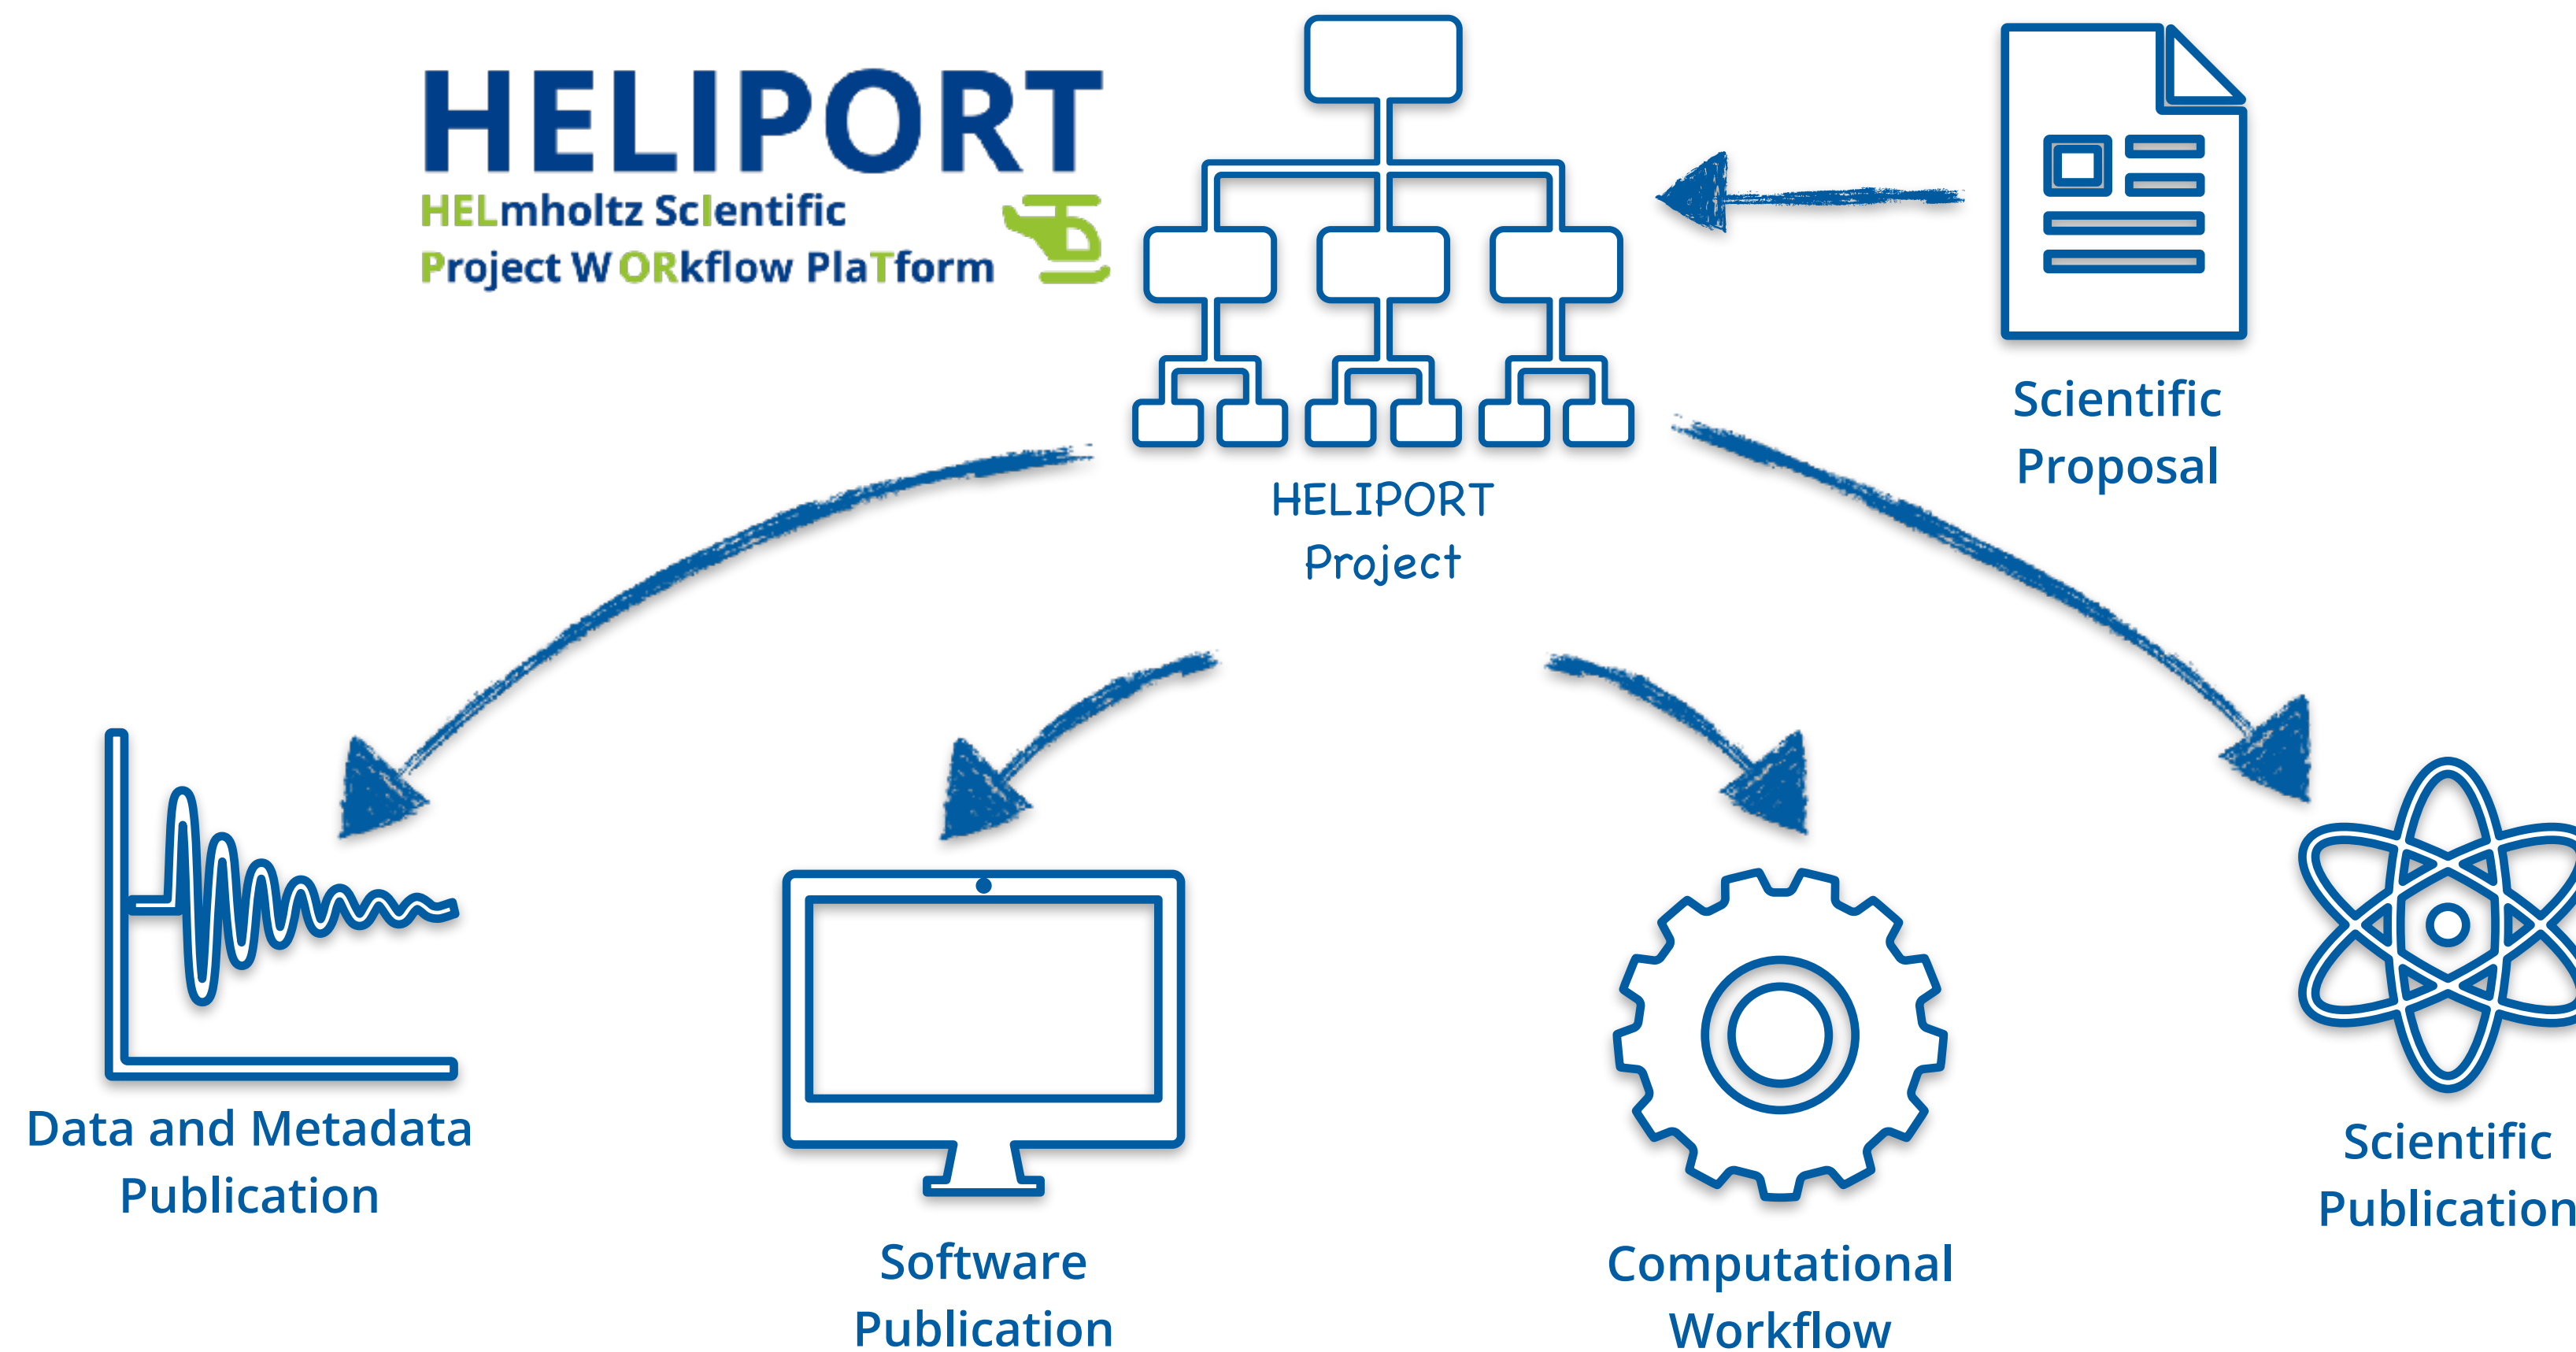 HELIPORT
HELmholtz ScIentific
Project WORkflow PlaTform
Scientific
Proposal
HELIPORT
Project
Data and Metadata
Publication
Software
Publication
Computational
Workflow
Scientific
Publication